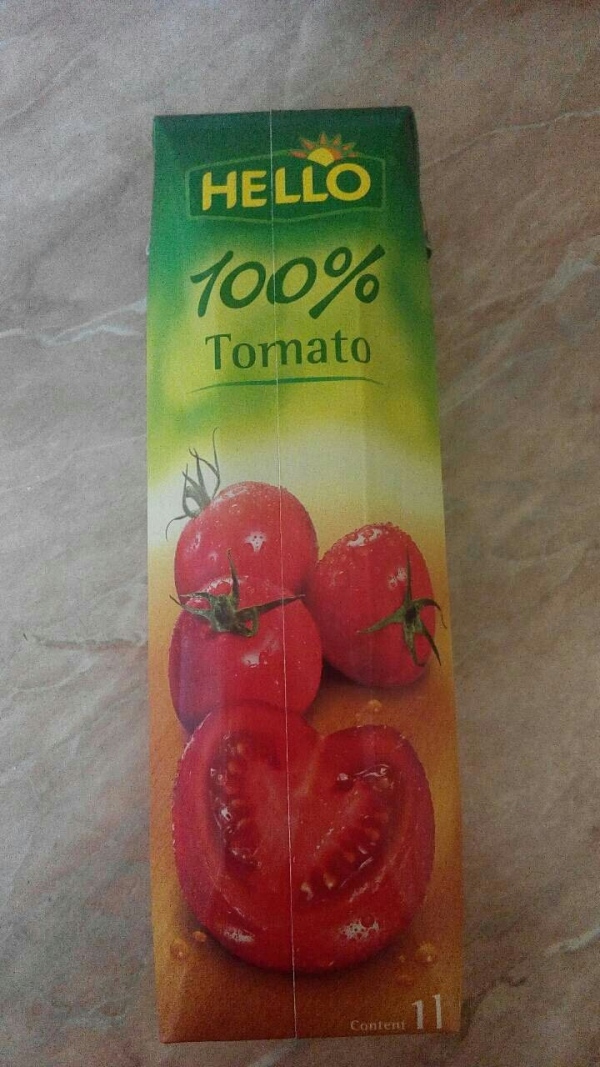 HELLO
100%
Tomato
Content 1l